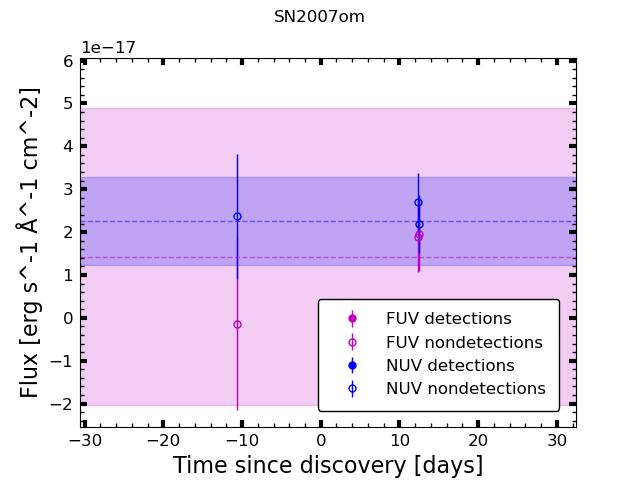 SN2007om
1e−17
6
5
4
3
2
1
0
−1
−2
Flux [erg s^-1 Å^-1 cm^-2]
FUV detections
FUV nondetections
NUV detections
NUV nondetections
−30 −20 −10 0 10 20 30
Time since discovery [days]